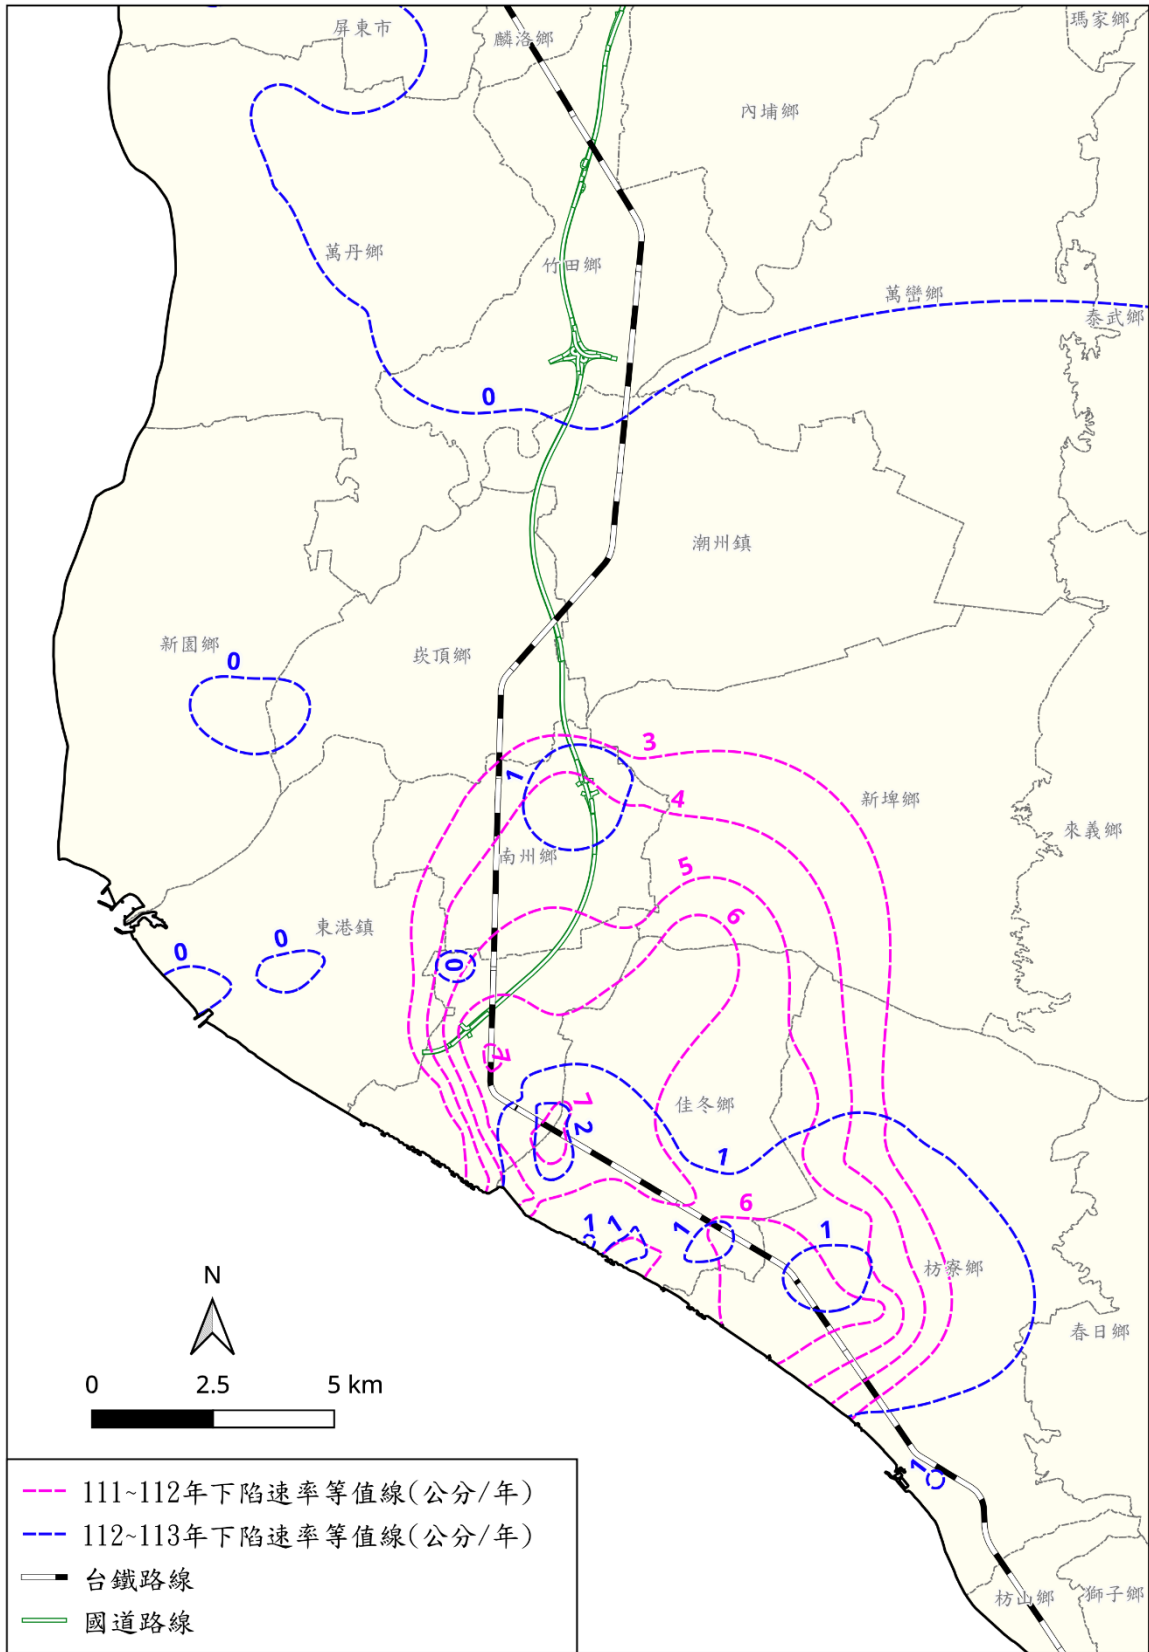 屏東市
麟洛鄉
瑪家鄉
內埔鄉
萬丹鄉
竹田鄉
萬巒鄉
泰武鄉
0
潮州鎮
新園鄉
0
崁頂鄉
3
1
4
新埤鄉
來義鄉
南州鄉
5
6
東港鎮
0
0
0
7
7
2
佳冬鄉
1
6
1
1
1
1
枋寮鄉
春日鄉
N
0 2.5 5 km
1
111~112年下陷速率等值線(公分/年)
112~113年下陷速率等值線(公分/年)
台鐵路線
國道路線
枋山鄉
獅子鄉